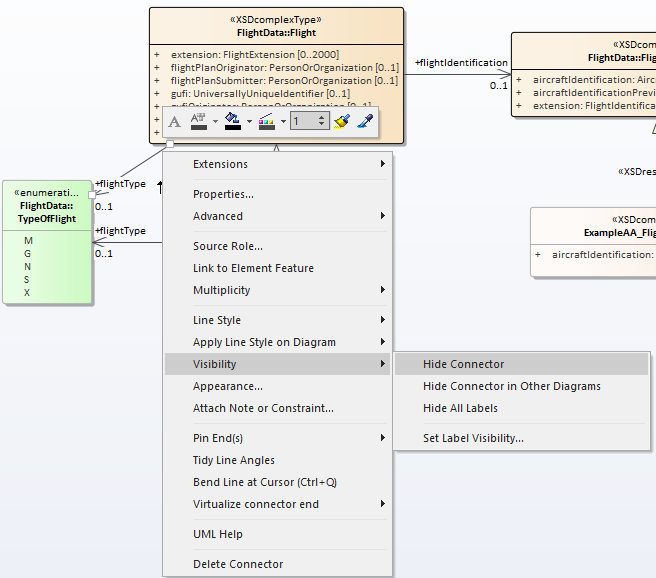 «XSDcomplexType»
FlightData::Flight
+ extension: FlightExtension [0..2000]
+ flightPlanOriginator: PersonOrOrganization [0..1]
+ flightPlanSubmitter: PersonOrOrganization [0..1]
+ gufi: UniversallyUniqueIdentifier [0..1]
+ gufiOriginator: PersonOrOrganization [0..1]
+
+
+flightIdentification
0..1
«XSDcom
FlightData::Flig
+ aircraftIdentification: Airc
+ aircraftIdentificationPrevi
+ extension: FlightIdentifica
A
1
«enumerati...
FlightData::
TypeOfFlight
M
G
N
S
X
+flightType
0..1
+flightType
0..1
«XSDres
«XSDcom
ExampleAA_Flig
+ aircraftIdentification:
Extensions
Properties...
Advanced
Source Role...
Link to Element Feature
Multiplicity
Line Style
Apply Line Style on Diagram
Visibility
Appearance...
Attach Note or Constraint...
Pin End(s)
Tidy Line Angles
Bend Line at Cursor (Ctrl+Q)
Virtualize connector end
UML Help
Delete Connector
Hide Connector
Hide Connector in Other Diagrams
Hide All Labels
Set Label Visibility...